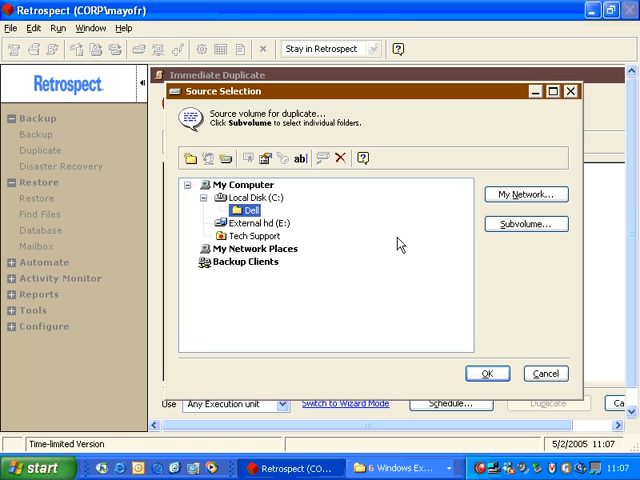 Retrospect (CORP\mayofr)
File Edit Run Window Help
Stay in Retrospect
Retrospect.
Backup
Backup
Duplicate
Disaster Recovery
Restore
Restore
Find Files
Database
Mailbox
Automate
Activity Monitor
Reports
Tools
Configure
Immediate Duplicate
Source Selection
Source volume for duplicate...
Click Subvolume to select individual folders.
ab
My Computer
Local Disk (C:)
Dell
External hd (E:)
Tech Support
My Network Places
Backup Clients
My Network...
Subvolume...
OK
Cancel
Use Any Execution unit Switch to Wizard Mode Schedule... Duplicate Ca
Time-limited Version
5/2/2005 11:07
start
Retrospect (CO...
6 Windows Ex...
11:07